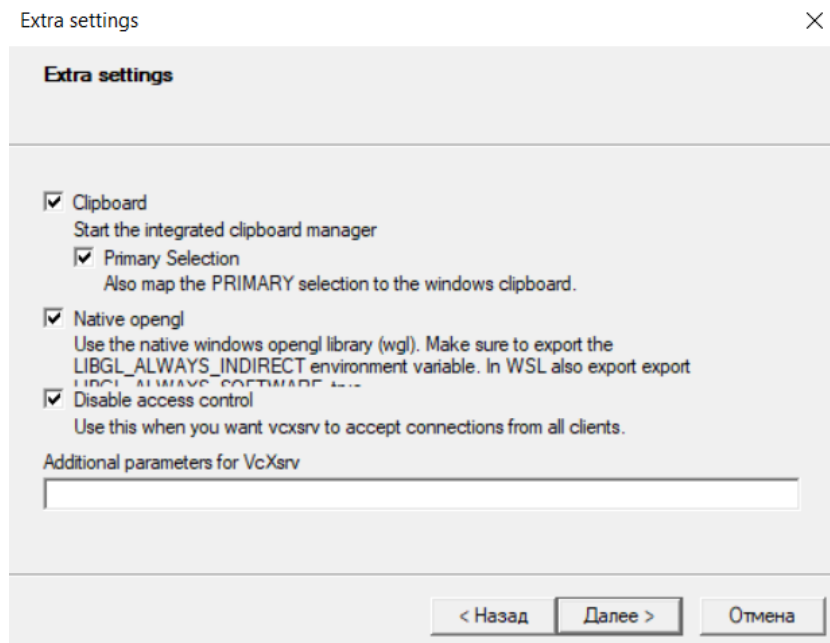 Extra settings
Extra settings
Clipboard
Start the integrated clipboard manager
Primary Selection
Also map the PRIMARY selection to the windows clipboard.
Native opengl
Use the native windows opengl library (wgl). Make sure to export the
LIBGL_ALWAYS_INDIRECT environment variable. In WSL also export export
Disable access control
Use this when you want vcxsrv to accept connections from all clients.
Additional parameters for VcXsrv
< Назад
Далее >
Отмена